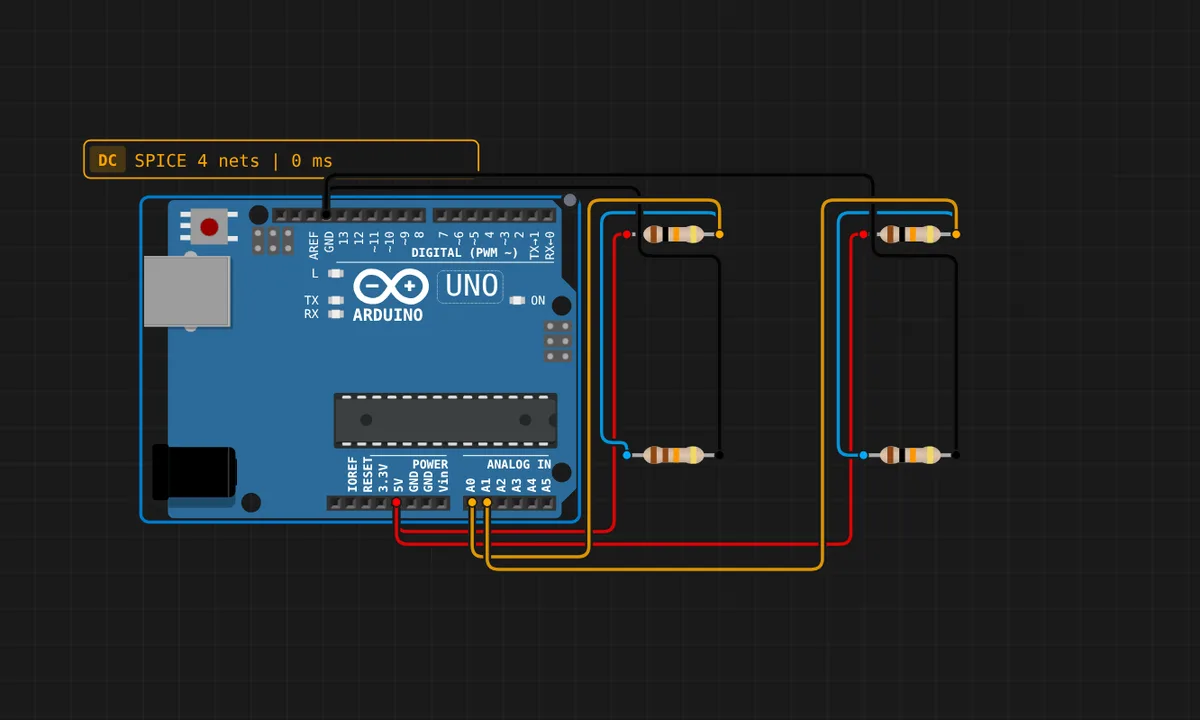 DC SPICE 4 nets | 0 ms
AREF GND 13 12 ~11 ~10 ~9 8 7 ~6 ~5 4 ~3 2 TX→1 RX←0
DIGITAL (PWM ~)
L
TX
RX
UNO
ON
ARDUINO
POWER
ANALOG IN
IOREF RESET 3.3V 5V GND GND Vin A0 A1 A2 A3 A4 A5